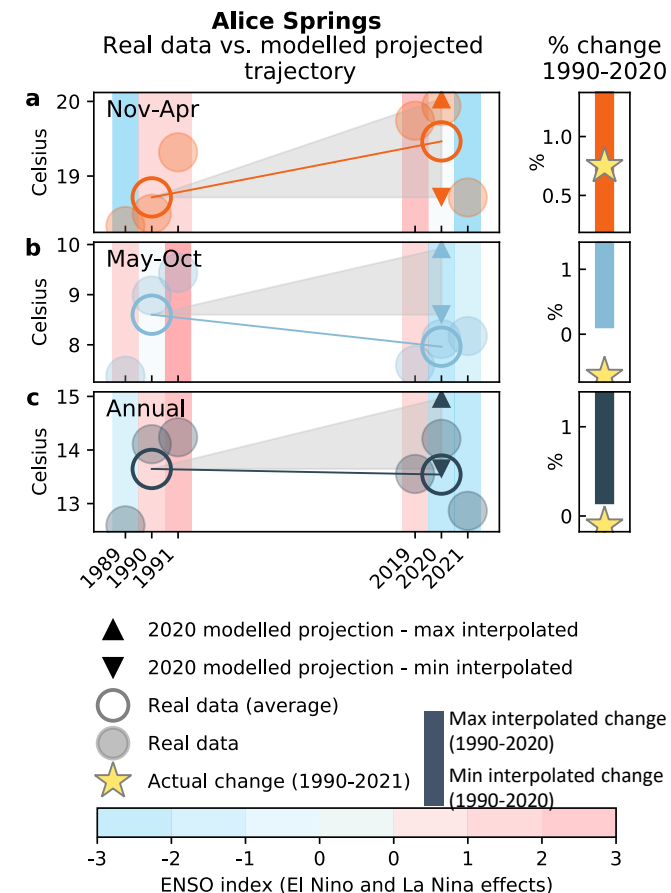 Alice Springs
Real data vs. modelled projected
trajectory
% change
1990-2020
a
Nov-Apr
20
19
Celsius
1.0
0.5
%
b
May-Oct
10
9
8
Celsius
1
0
%
c
Annual
15
14
13
Celsius
1
0
%
1989
1990
1991
2019
2020
2021
2020 modelled projection - max interpolated
2020 modelled projection - min interpolated
Real data (average)
Real data
Actual change (1990-2021)
Max interpolated change
(1990-2020)
Min interpolated change
(1990-2020)
-3 -2 -1 0 0 1 2 3
ENSO index (El Nino and La Nina effects)